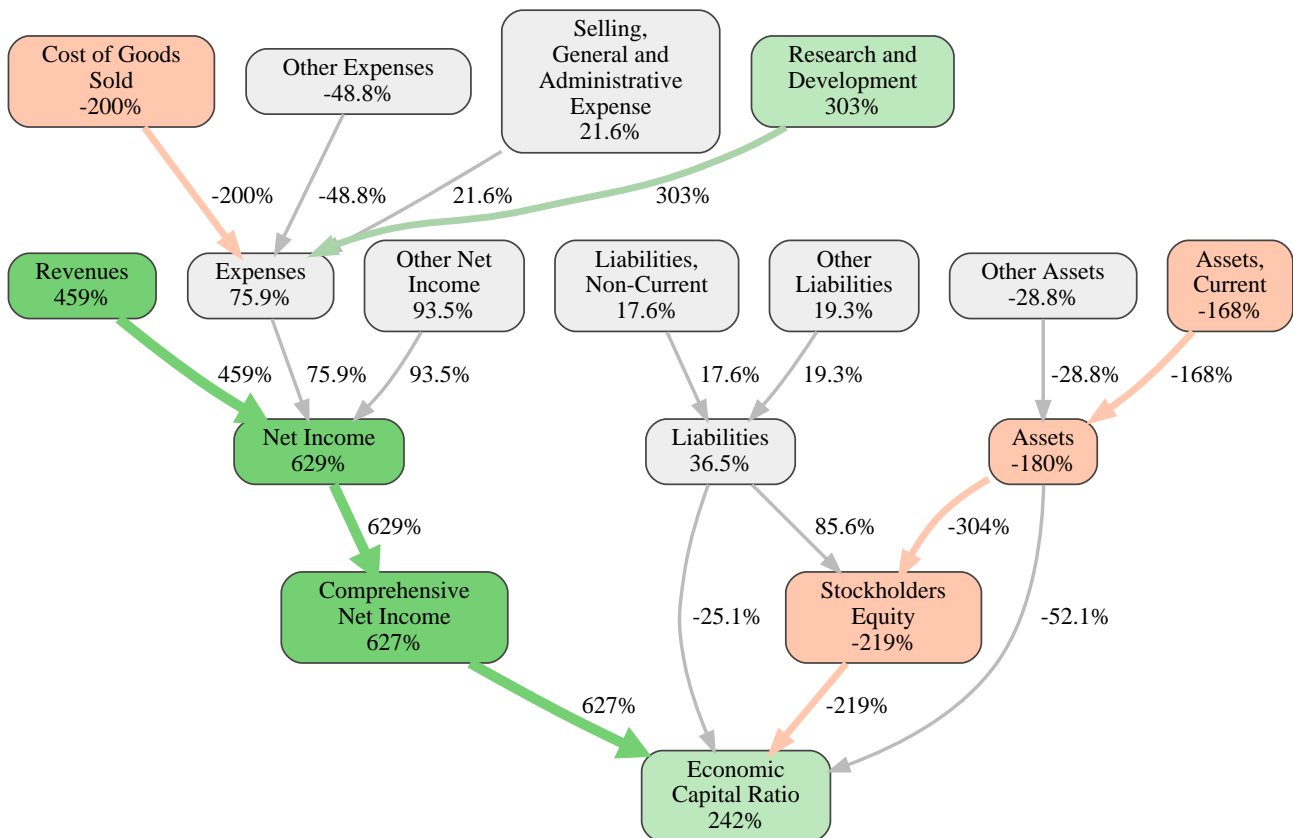 Cost of Goods
Sold
-200%
Other Expenses
-48.8%
Selling,
General and
Administrative
Expense
21.6%
Research and
Development
303%
-200%
-48.8%
21.6%
303%
Revenues
459%
Expenses
75.9%
Other Net
Income
93.5%
Liabilities,
Non-Current
17.6%
Other
Liabilities
19.3%
Other Assets
-28.8%
Assets,
Current
-168%
459%
75.9%
93.5%
17.6%
19.3%
-28.8%
-168%
Net Income
629%
Liabilities
36.5%
Assets
-180%
629%
85.6%
-304%
Comprehensive
Net Income
627%
-25.1%
Stockholders
Equity
-219%
-52.1%
627%
-219%
Economic
Capital Ratio
242%